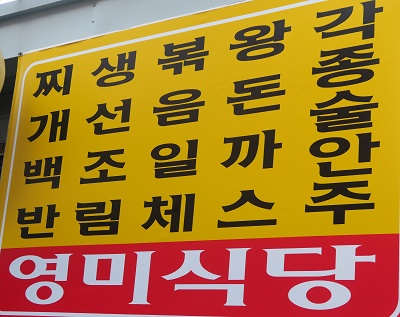 찌개백반
생선조림
볶음일체
왕돈까스
각종술안주
영미식당